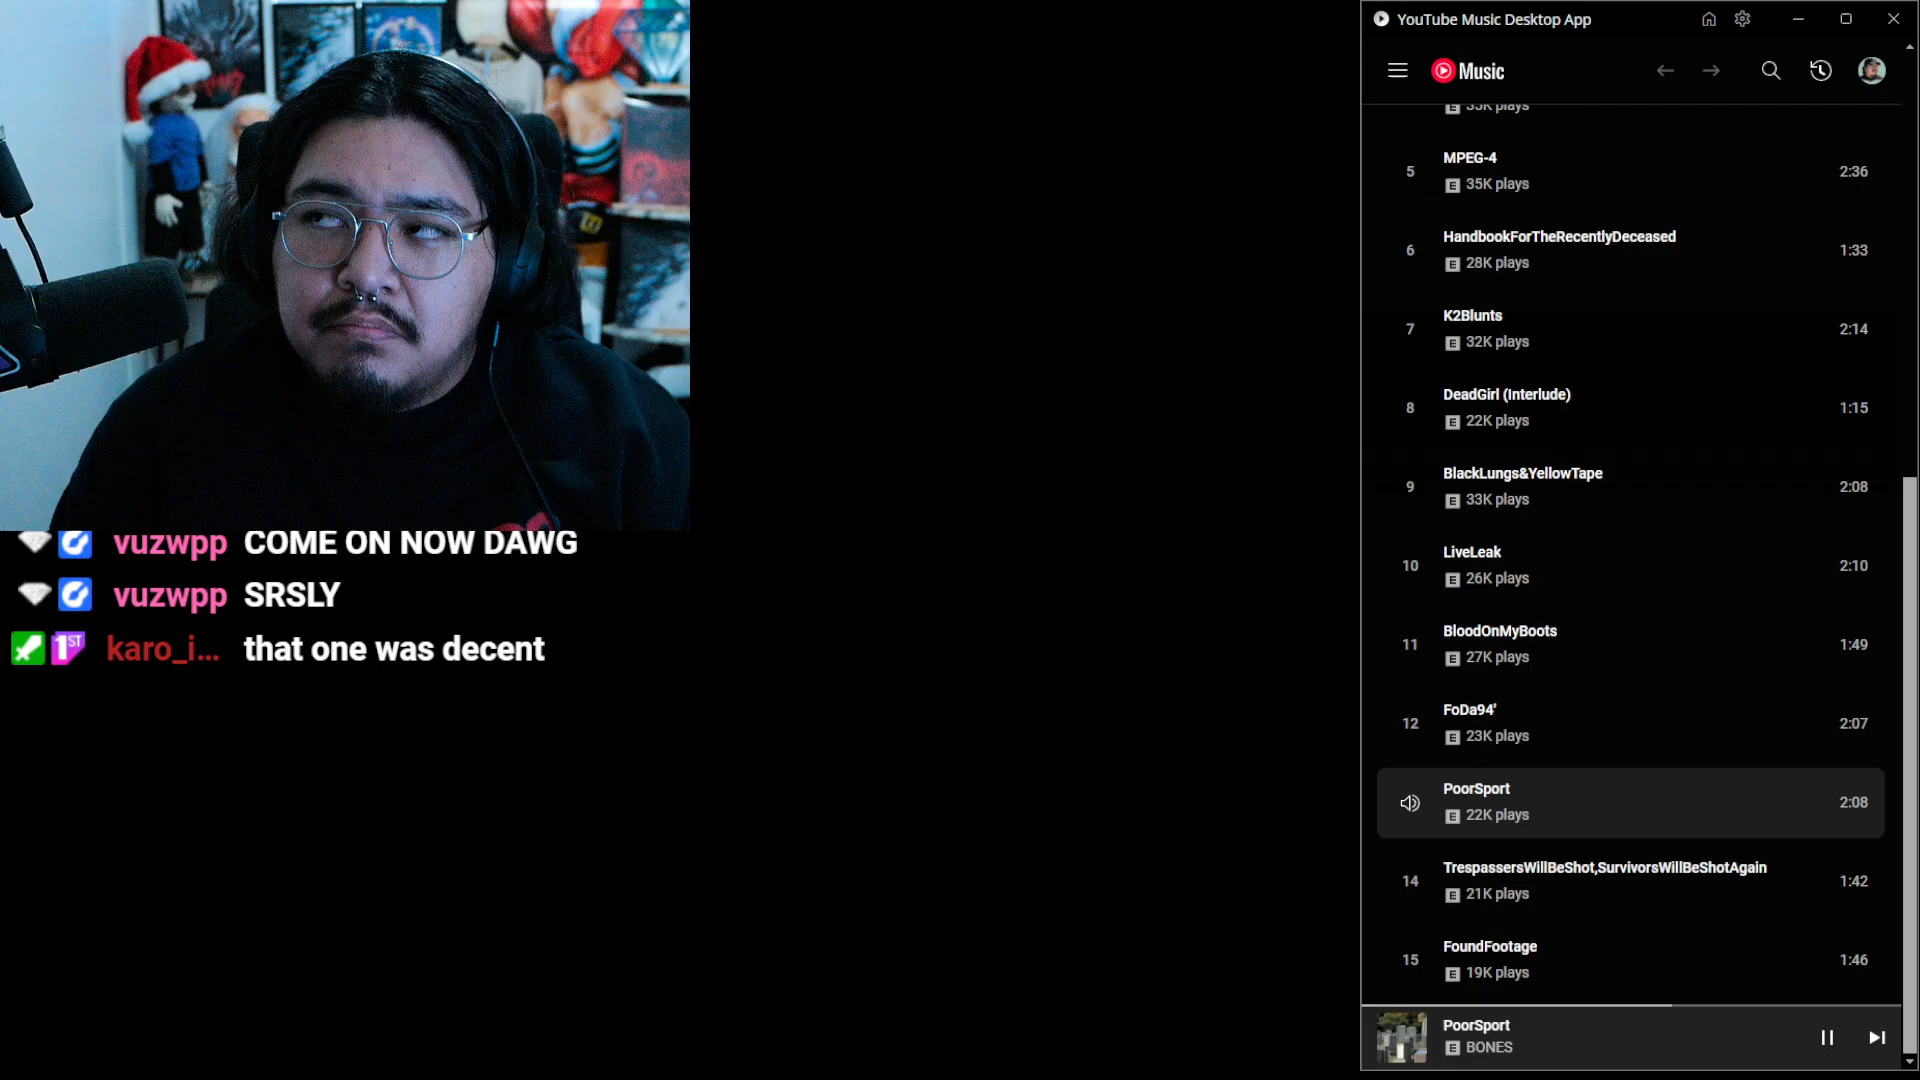 YouTube Music Desktop App
Music
35K plays
5 MPEG-4 2:36
E 35K plays
6 HandbookForTheRecentlyDeceased 1:33
E 28K plays
7 K2Blunts 2:14
E 32K plays
8 DeadGirl (Interlude) 1:15
E 22K plays
9 BlackLungs&YellowTape 2:08
E 33K plays
10 LiveLeak 2:10
E 26K plays
11 BloodOnMyBoots 1:49
E 27K plays
12 FoDa94' 2:07
E 23K plays
PoorSport 2:08
E 22K plays
14 TrespassersWillBeShot,SurvivorsWillBeShotAgain 1:42
E 21K plays
15 FoundFootage 1:46
E 19K plays
PoorSport
E BONES
vuzwpp COME ON NOW DAWG
vuzwpp SRSLY
1ST karo_i... that one was decent